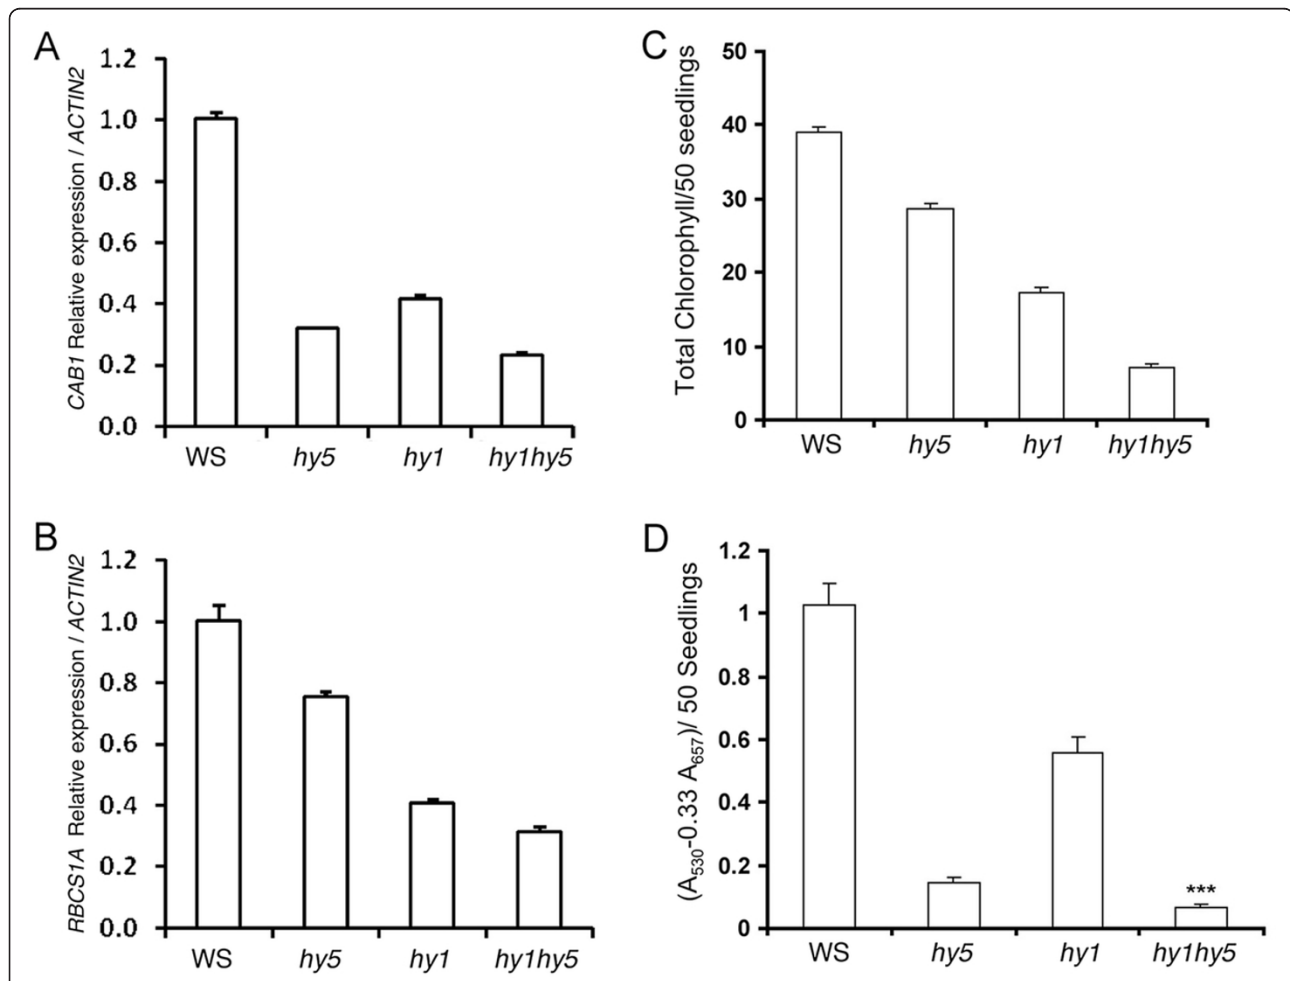 A
CAB1 Relative expression / ACTIN2
1.2
1.0
0.8
0.6
0.4
0.2
0.0
WS hy5 hy1 hy1hy5
C
Total Chlorophyll/50 seedlings
50
40
30
20
10
0
WS hy5 hy1 hy1hy5
B
RBCS1A Relative expression / ACTIN2
1.2
1.0
0.8
0.6
0.4
0.2
0.0
WS hy5 hy1 hy1hy5
D
(A530-0.33 A657)/ 50 Seedlings
1.2
1
0.8
0.6
0.4
0.2
0
***
WS hy5 hy1 hy1hy5